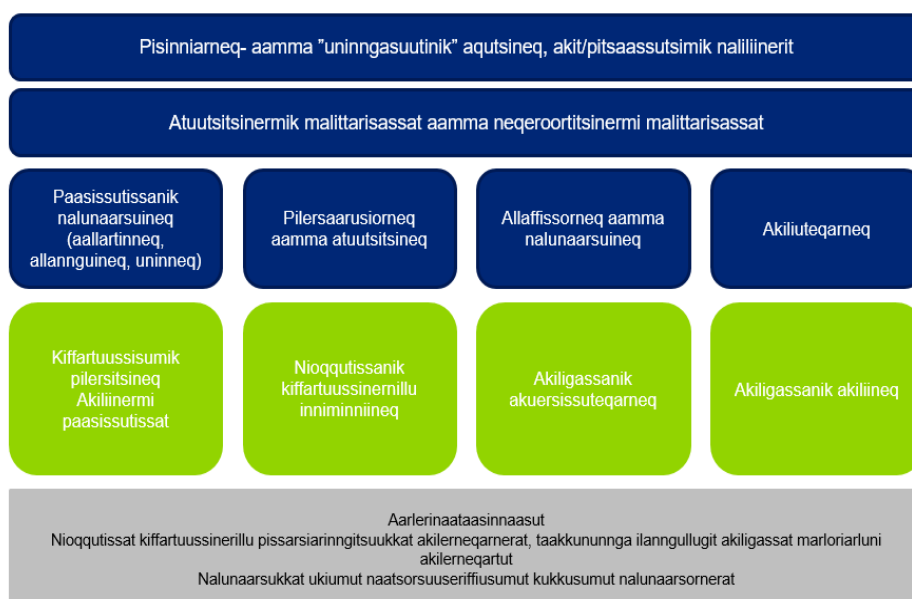 Pisinniarneq- aamma ”uninngasuutinik” aqutsineq, akit/pitsaassutsimik naliliinerit
Atuutsitsinermik malittarisassat aamma neqeroortitsinermi malittarisassat
Paasissutissanik
nalunaarsuineq
(aallartinneq,
allannguineq, uninneq)
Pilersaarusiorneq
aamma atuutsitsineq
Allaffissorneq aamma
nalunaarsuineq
Akiliuteqarneq
Kiffartuussisumik
pilersitsineq
Akiliinermi
paasissutissat
Nioqqutissanik
kiffartuussinernillu
inniminniineq
Akiligassanik
akuersissuteqarneq
Akiligassanik akiliineq
Aarlerinaataasinnaasut
Nioqqutissat kiffartuussinerillu pissarsiarinngitsuukkat akilerneqarnerat, taakkununnga ilanngullugit akiligassat marloriarluni
akilerneqartut
Nalunaarsukkat ukiumut naatsorsuuseriffiusumut kukkusumut nalunaarsornerat